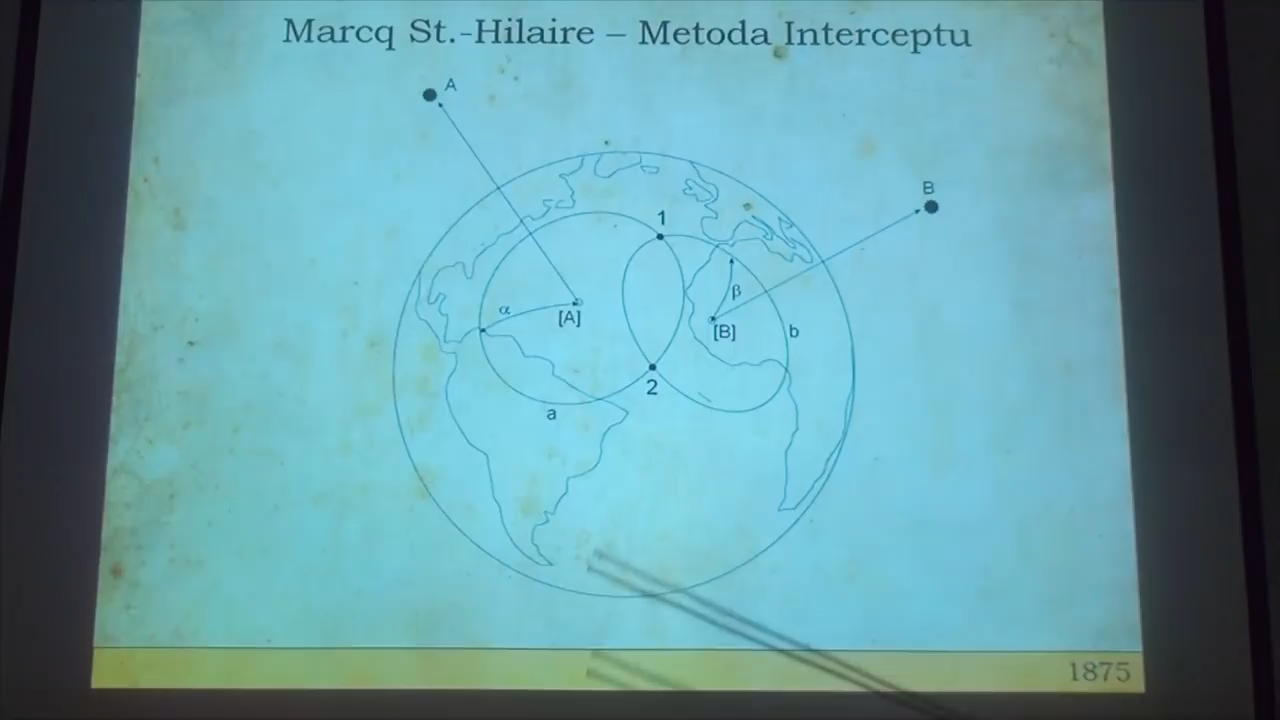 Marcq St.-Hilaire – Metoda Interceptu
A
B
1
α
[A]
β
[B]
b
2
a
1875